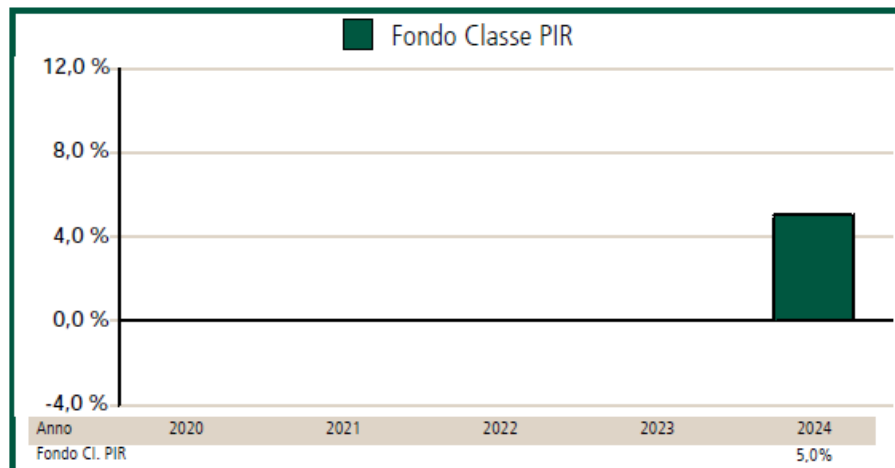 Fondo Classe PIR
12,0 %
8,0 %
4,0 %
0,0 %
-4,0 %
Anno 2020 2021 2022 2023 2024
Fondo Cl. PIR 5,0%